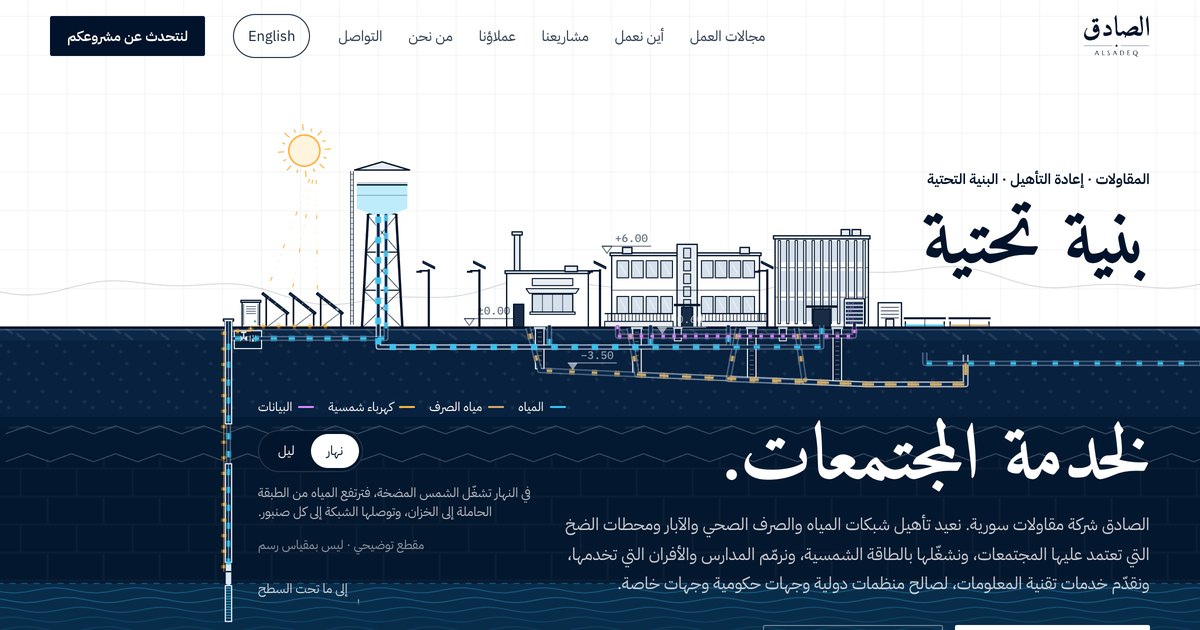 الصادق
ALSADEQ
مجالات العمل
مشاريعنا
أين نعمل
عملاؤنا
من نحن
التواصل
English
لنتحدث عن مشروعكم
المقاولات · إعادة التأهيل · البنية التحتية
بنية تحتية
+6.00
±0.00
−3.50
المياه
مياه الصرف
كهرباء شمسية
البيانات
نهار
ليل
لخدمة المجتمعات.
في النهار تشغّل الشمس المضخة، فترتفع المياه من الطبقة
الحاملة إلى الخزان، وتوصلها الشبكة إلى كل صنبور.
مقطع توضيحي · ليس بمقياس رسم
إلى ما تحت السطح
الصادق شركة مقاولات سورية. نعيد تأهيل شبكات المياه والصرف الصحي والآبار ومحطات الضخ
التي تعتمد عليها المجتمعات، ونشغّلها بالطاقة الشمسية، ونرمّم المدارس والأفران التي تخدمها،
ونقدّم خدمات تقنية المعلومات، لصالح منظمات دولية وجهات حكومية وجهات خاصة.